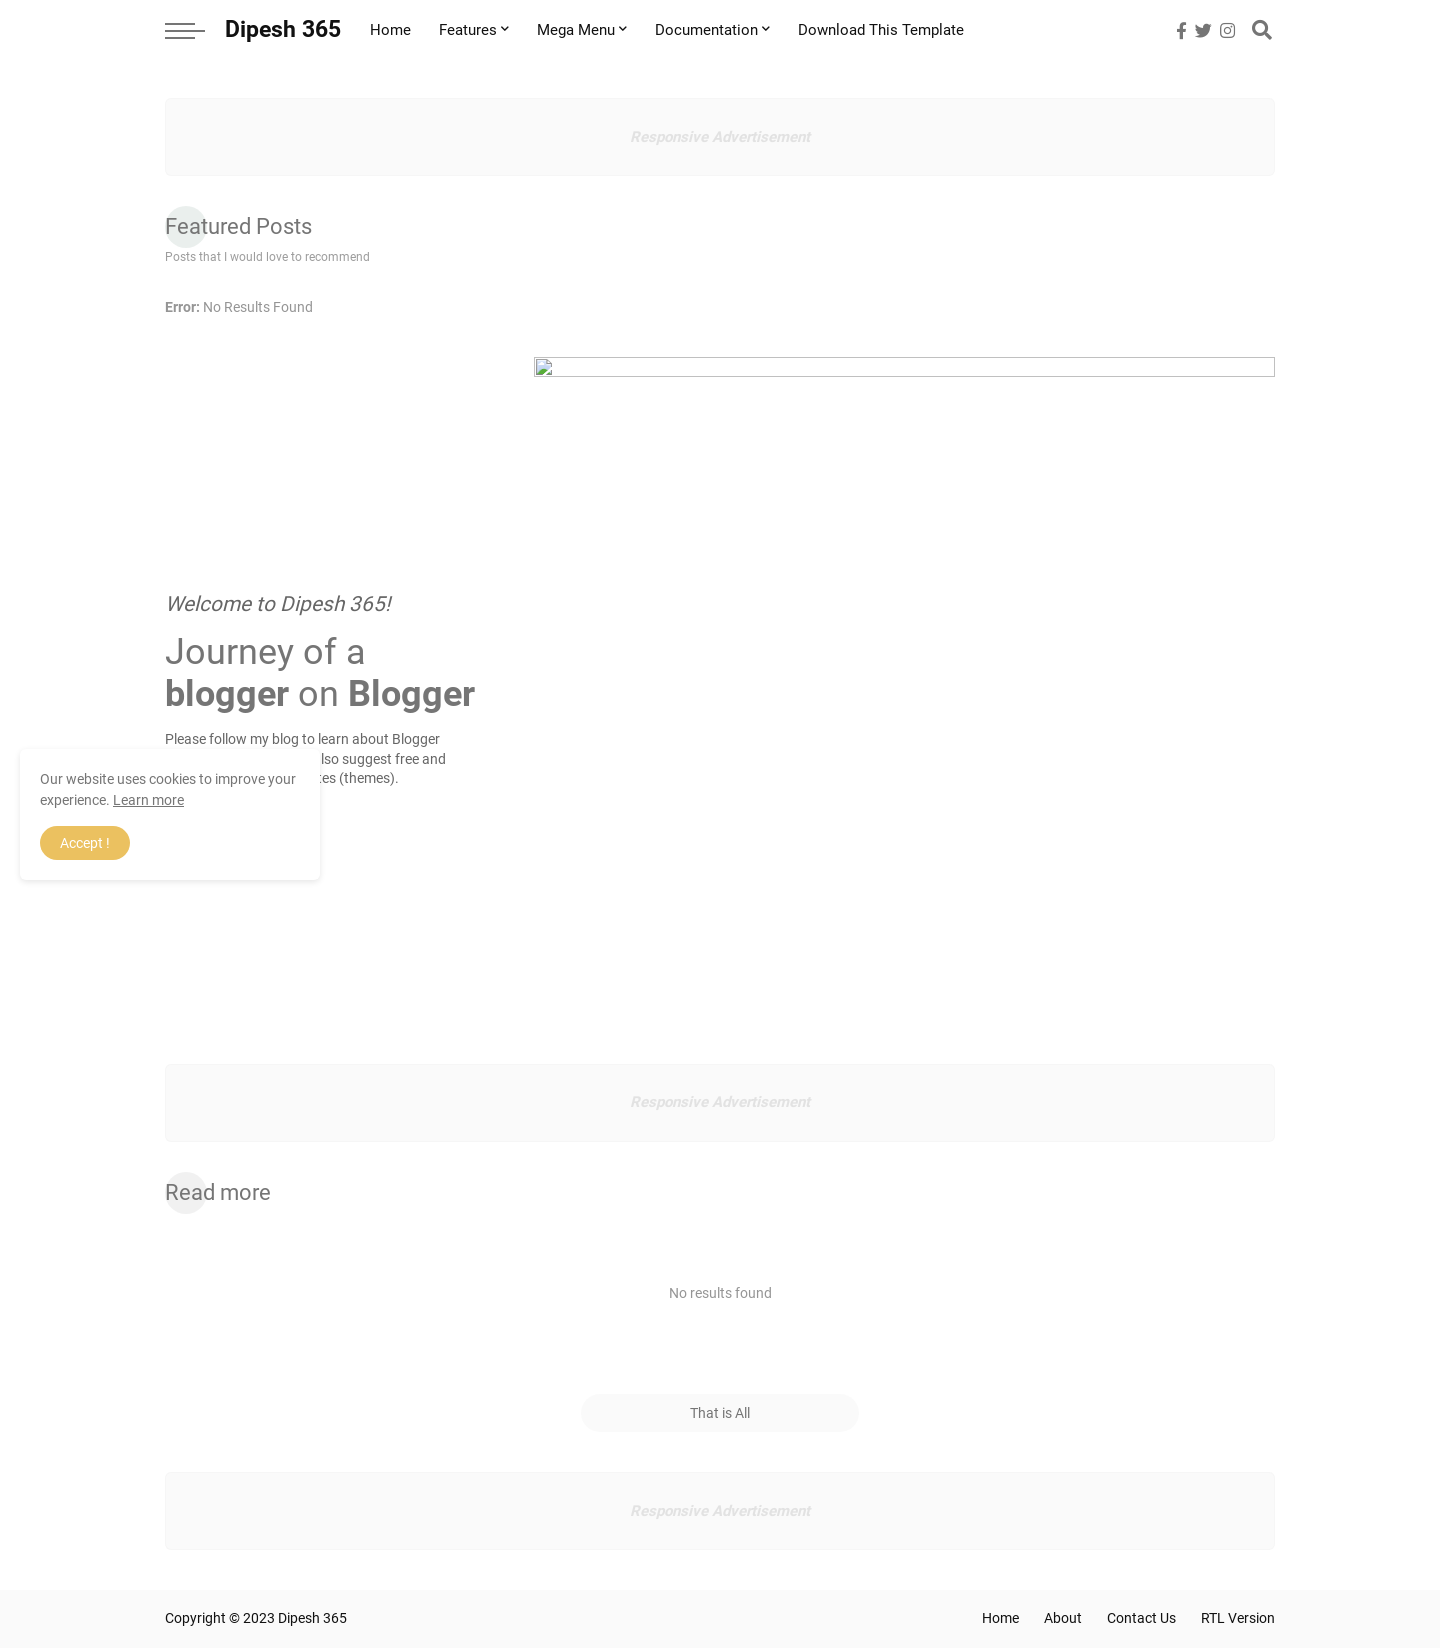 Dipesh 365
Home
Features
Mega Menu
Documentation
Download This Template
Responsive Advertisement
Featured Posts
Posts that I would love to recommend
Error: No Results Found
Welcome to Dipesh 365!
Journey of a
blogger on Blogger
Please follow my blog to learn about Blogger
lso suggest free and
tes (themes).
Our website uses cookies to improve your
experience. Learn more
Accept !
Responsive Advertisement
Read more
No results found
That is All
Responsive Advertisement
Copyright © 2023 Dipesh 365
Home
About
Contact Us
RTL Version